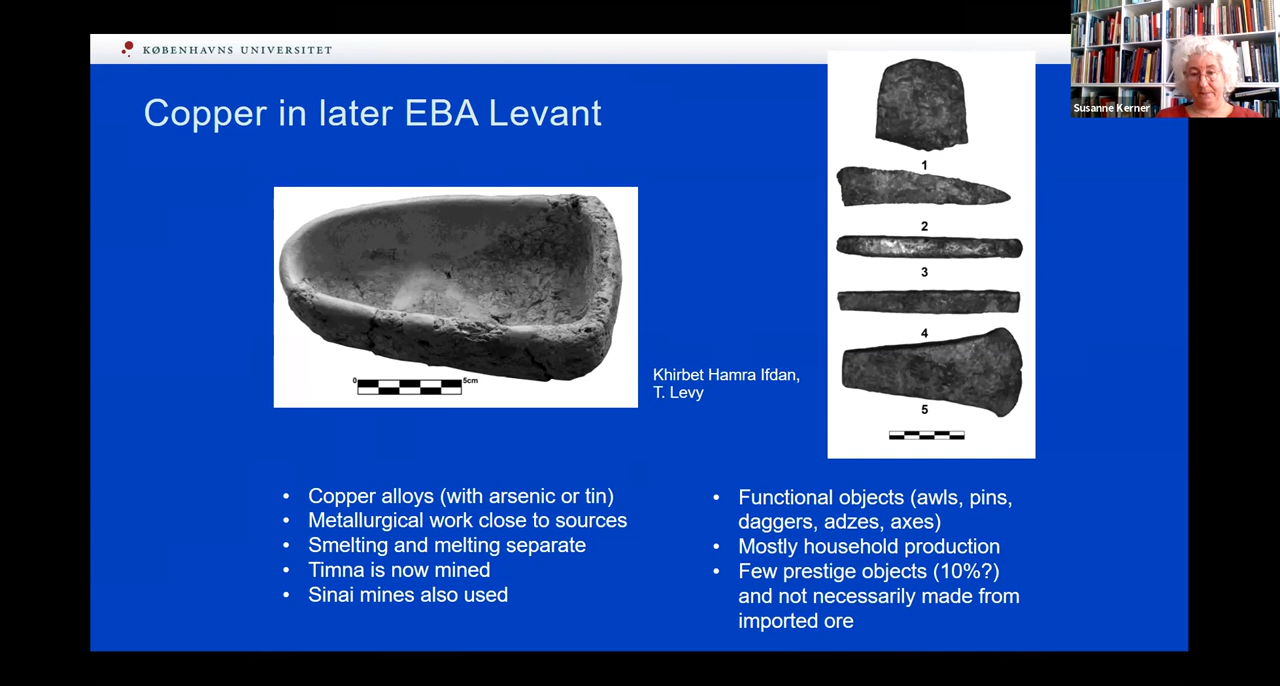 KØBENHAVNS UNIVERSITET
Susanne Kerner
Copper in later EBA Levant
0
5cm
Khirbet Hamra Ifdan,
T. Levy
1
2
3
4
5
• Copper alloys (with arsenic or tin)
• Metallurgical work close to sources
• Smelting and melting separate
• Timna is now mined
• Sinai mines also used
• Functional objects (awls, pins,
daggers, adzes, axes)
• Mostly household production
• Few prestige objects (10%?)
and not necessarily made from
imported ore